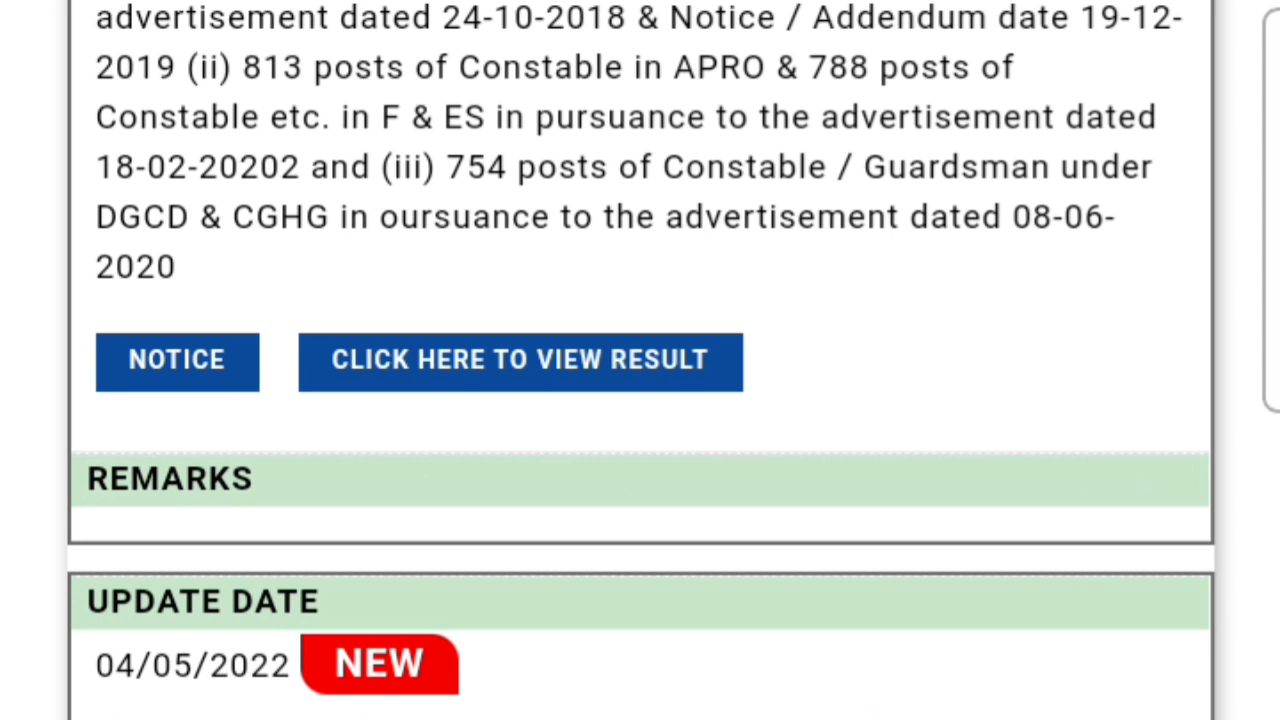 advertisement dated 24-10-2018 & Notice / Addendum date 19-12-
2019 (ii) 813 posts of Constable in APRO & 788 posts of
Constable etc. in F & ES in pursuance to the advertisement dated
18-02-20202 and (iii) 754 posts of Constable / Guardsman under
DGCD & CGHG in oursuance to the advertisement dated 08-06-
2020
NOTICE CLICK HERE TO VIEW RESULT
REMARKS
UPDATE DATE
04/05/2022 NEW